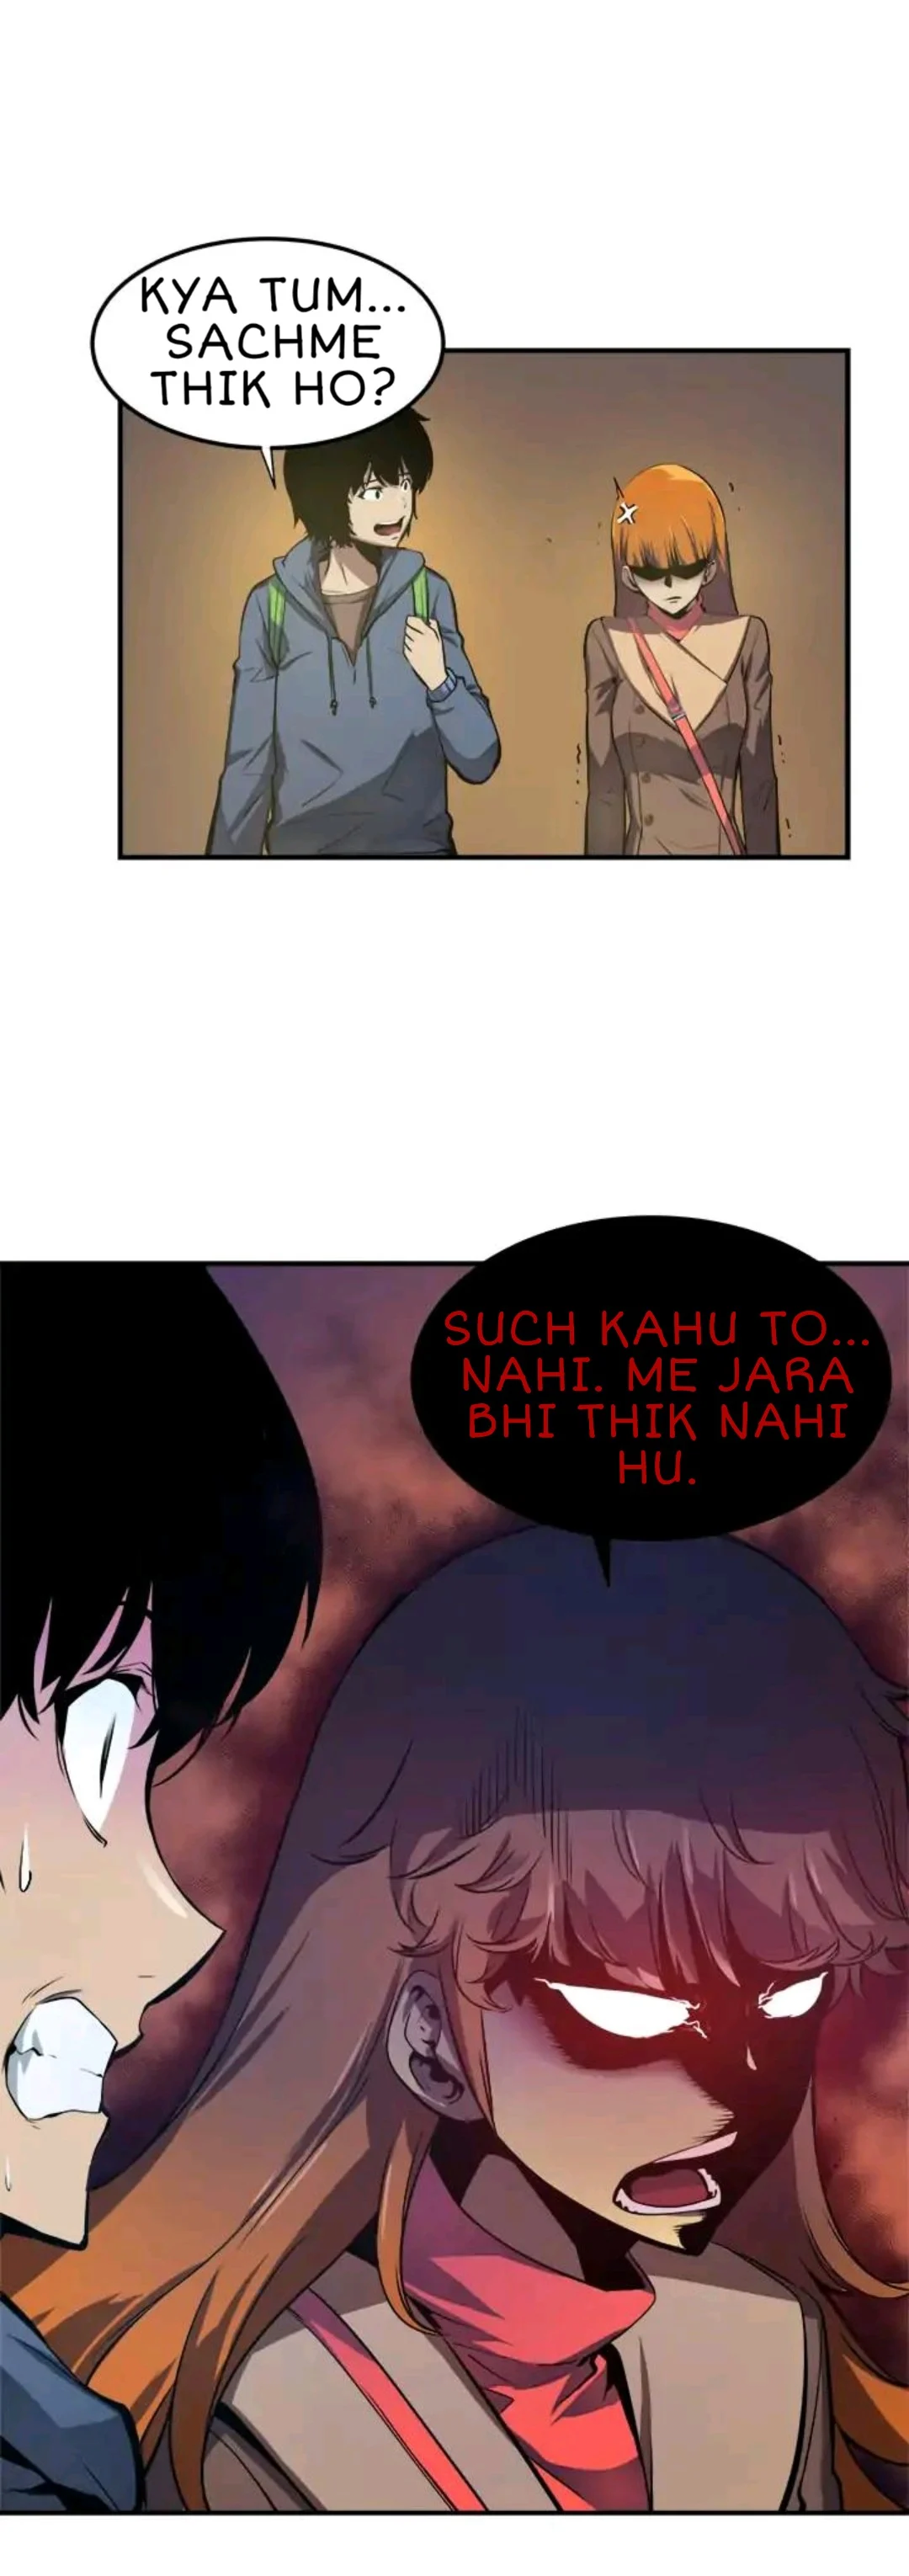 KYA TUM...
SACHME
THIK HO?
SUCH KAHU TO...
NAHI. ME JARA
BHI THIK NAHI
HU.